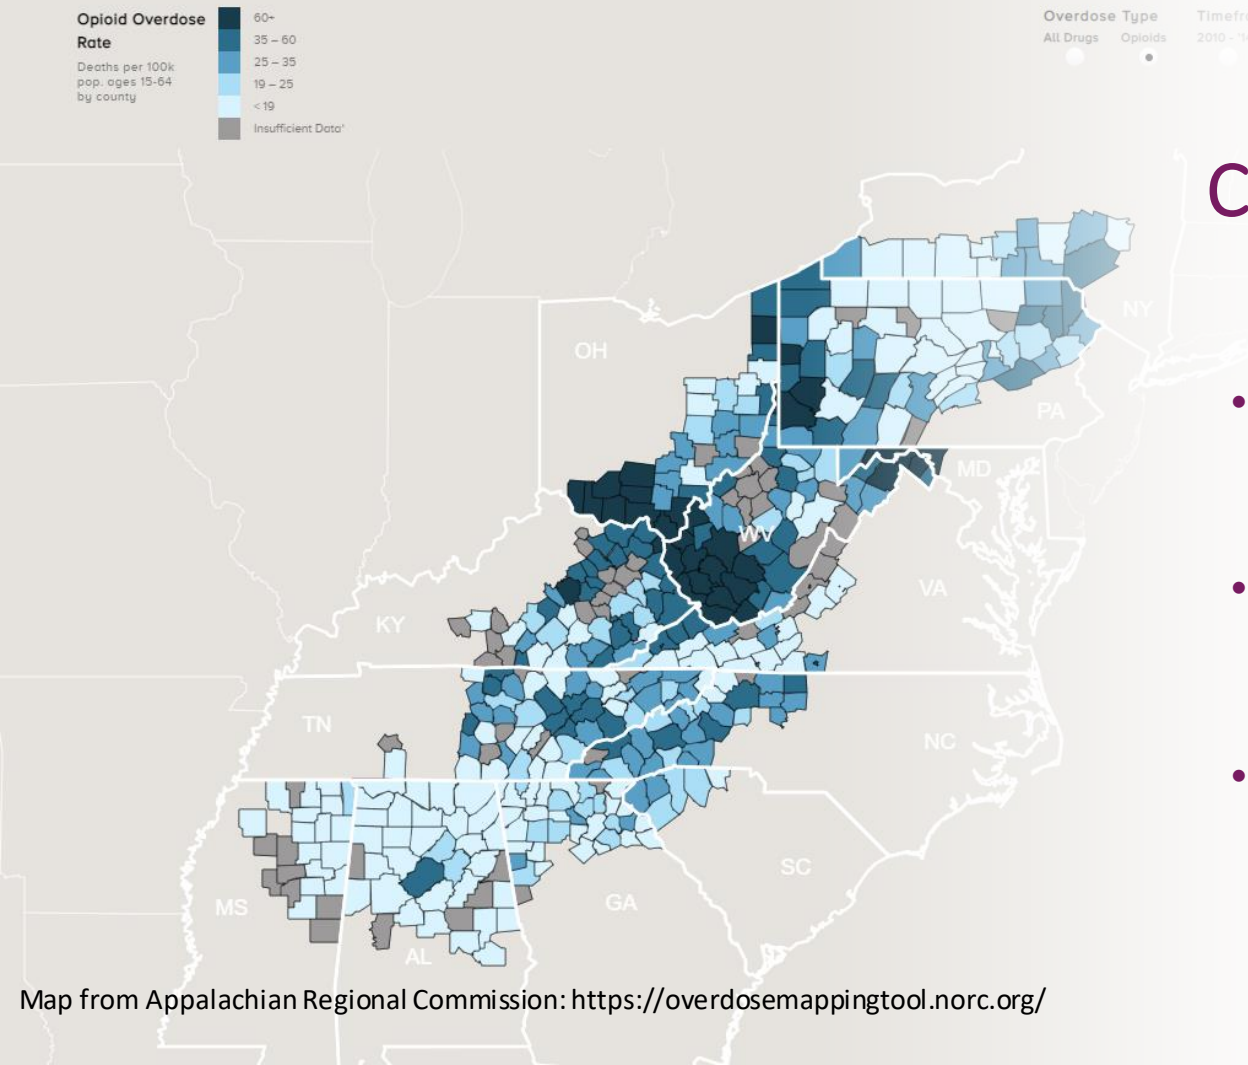 Opioid Overdose
Rate
Deaths per 100k
pop. ages 15-64
by county
60+
35 – 60
25 – 35
19 – 25
< 19
Insufficient Data*
Overdose Type
All Drugs
Opioids
2010 -
C
NY
OH
PA
MD
WV
VA
KY
TN
NC
SC
MS
GA
AL
Map from Appalachian Regional Commission: https://overdosemappingtool.norc.org/